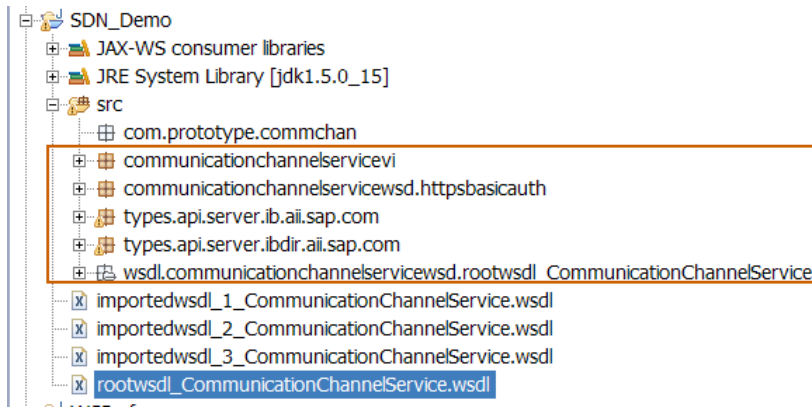 SDN_Demo
JAX-WS consumer libraries
JRE System Library [jdk1.5.0_15]
src
com.prototype.commchan
communicationchannelservicevi
communicationchannelservicewsd.httpsbasicauth
types.api.server.ib.aii.sap.com
types.api.server.ibdir.aii.sap.com
wsdl.communicationchannelservicewsd.rootwsdl_CommunicationChannelService
importedwsdl_1_CommunicationChannelService.wsdl
importedwsdl_2_CommunicationChannelService.wsdl
importedwsdl_3_CommunicationChannelService.wsdl
rootwsdl_CommunicationChannelService.wsdl